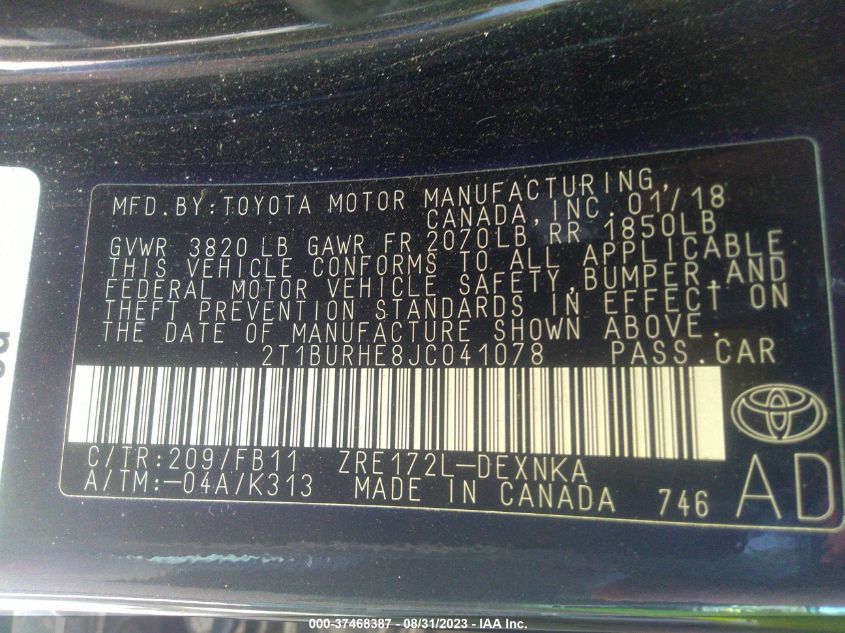 MFD.BY:TOYOTA MOTOR MANUFACTURING,
CANADA,INC.01/18
GVWR 3820 LB GAWR FR 2070LB RR 1850LB
THIS VEHICLE CONFORMS TO ALL APPLICABLE
FEDERAL MOTOR VEHICLE SAFETY,BUMPER,AND
THEFT PREVENTION STANDARDS IN EFFECT ON
THE DATE OF MANUFACTURE SHOWN ABOVE.
2T1BURHE8JC041078 PASS.CAR
C/TR:209/FB11 ZRE172L-DEXNKA
A/TM:-04A/K313 MADE IN CANADA 746 AD
000-37468387 - 08/31/2023 - IAA Inc.